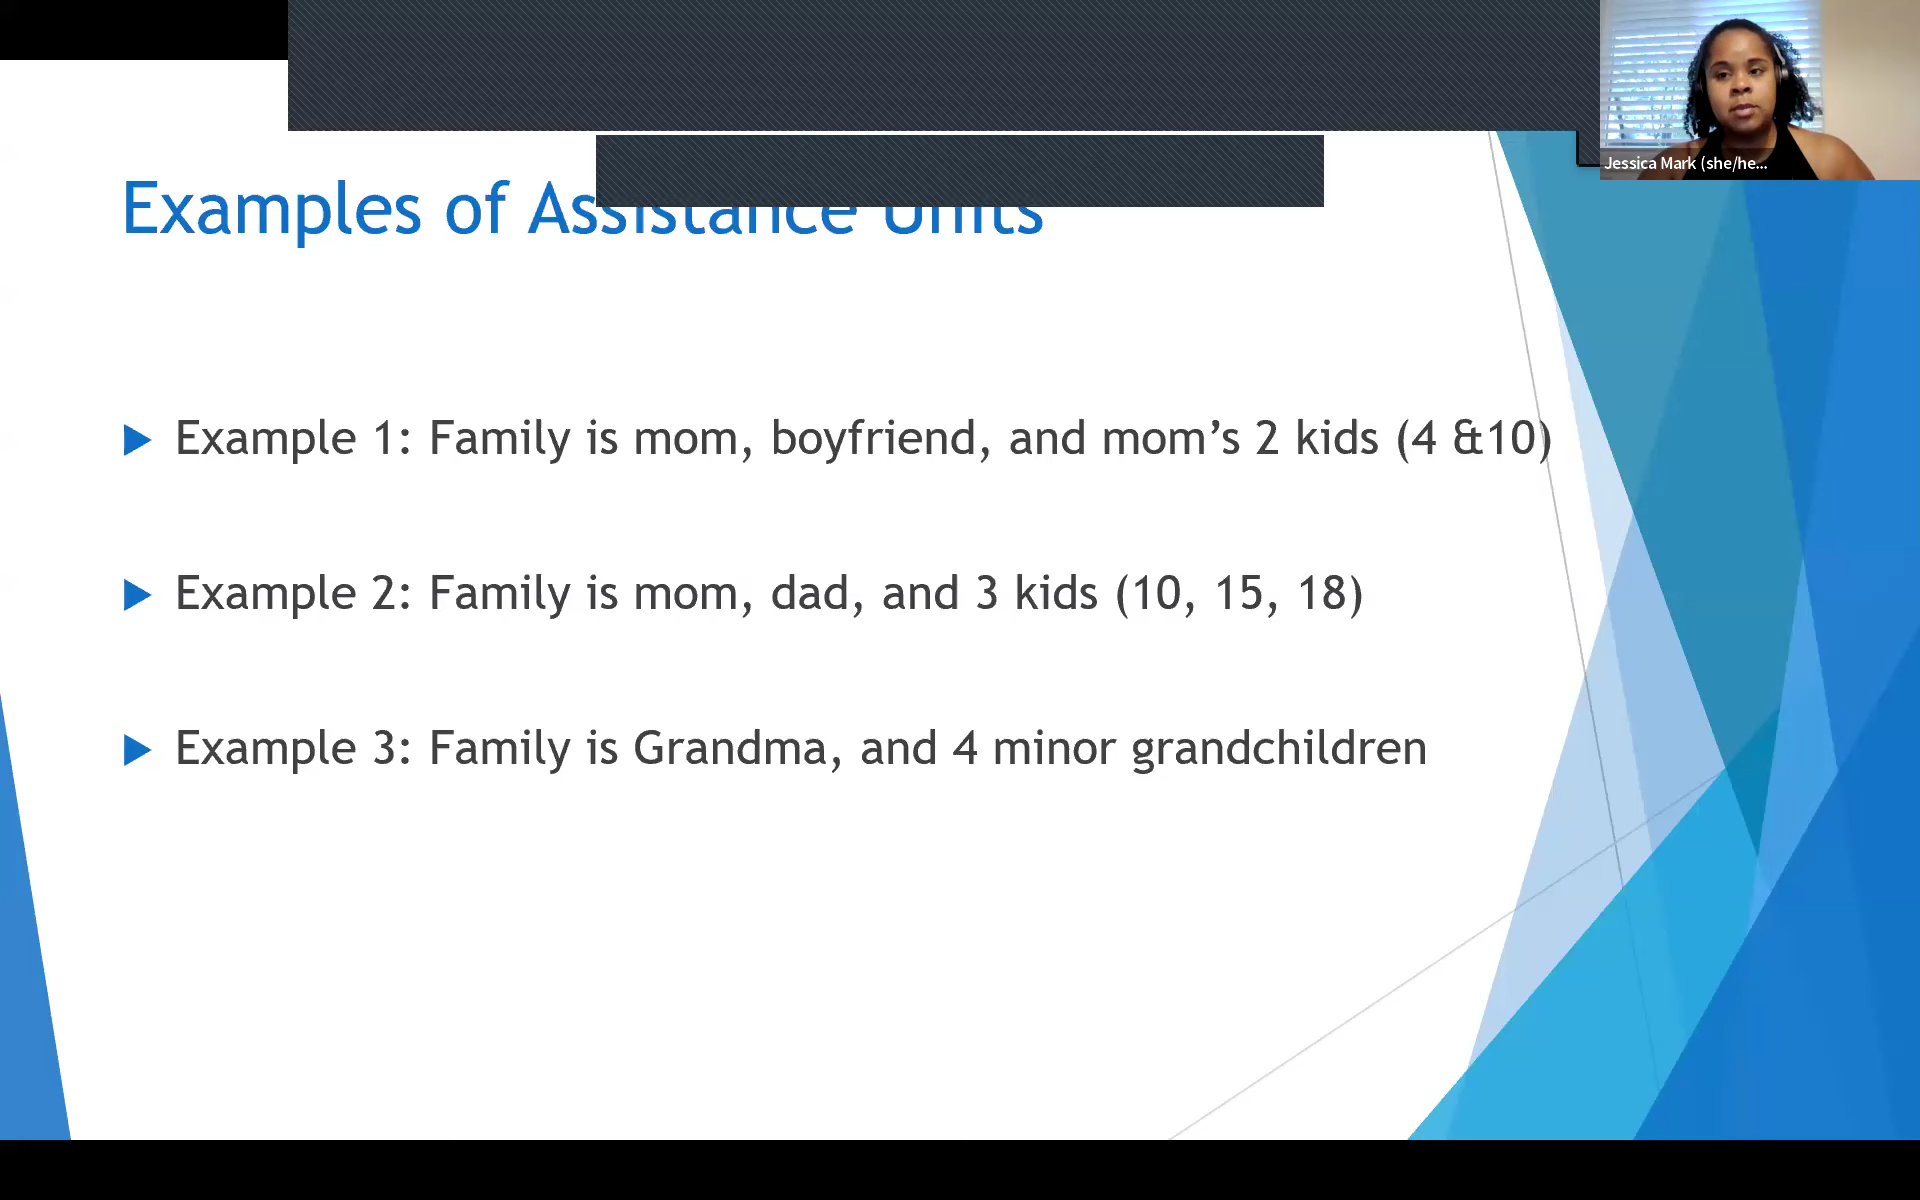 Jessica Mark (she/he...
Examples of Assistance Units
Example 1: Family is mom, boyfriend, and mom’s 2 kids (4 &10)
Example 2: Family is mom, dad, and 3 kids (10, 15, 18)
Example 3: Family is Grandma, and 4 minor grandchildren